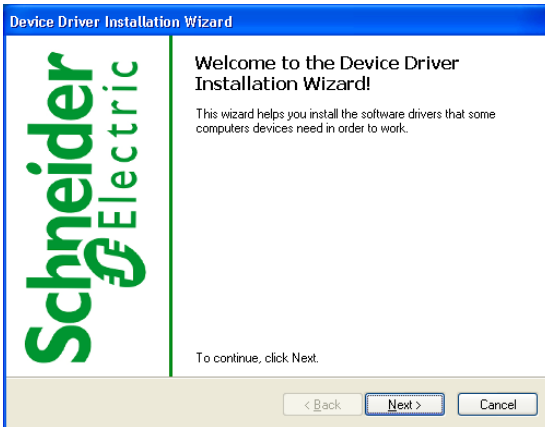 Device Driver Installation Wizard
Schneider
Electric
Welcome to the Device Driver
Installation Wizard!
This wizard helps you install the software drivers that some
computers devices need in order to work.
To continue, click Next.
< Back
Next >
Cancel